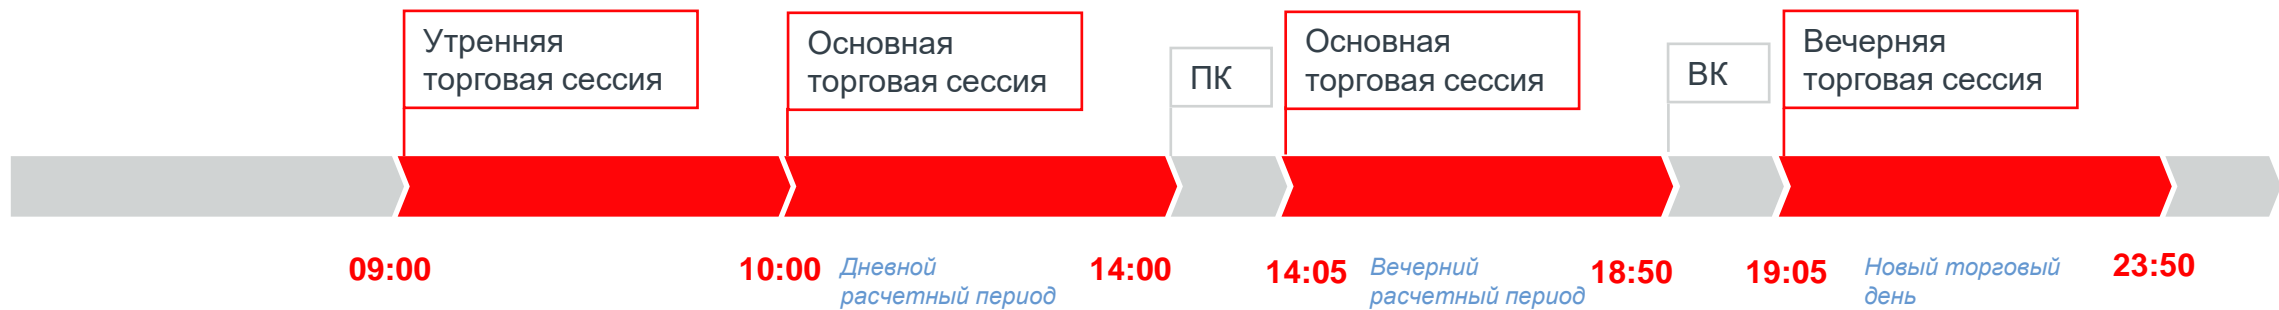 Утренняя
торговая сессия
Основная
торговая сессия
ПК
Основная
торговая сессия
ВК
Вечерняя
торговая сессия
09:00
10:00
Дневной
расчетный период
14:00
14:05
Вечерний
расчетный период
18:50
19:05
Новый торговый
день
23:50